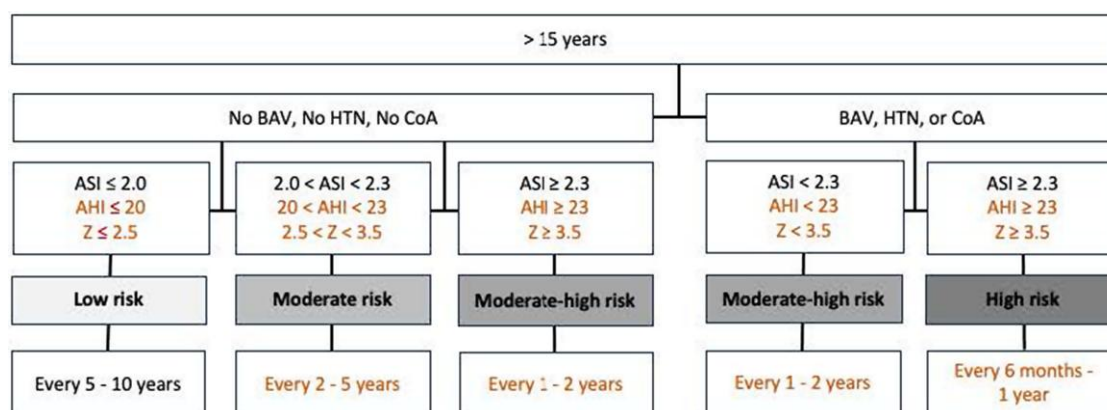 > 15 years
No BAV, No HTN, No CoA
BAV, HTN, or CoA
ASI ≤ 2.0
AHI ≤ 20
Z ≤ 2.5
2.0 < ASI < 2.3
20 < AHI < 23
2.5 < Z < 3.5
ASI ≥ 2.3
AHI ≥ 23
Z ≥ 3.5
ASI < 2.3
AHI < 23
Z < 3.5
ASI ≥ 2.3
AHI ≥ 23
Z ≥ 3.5
Low risk
Moderate risk
Moderate-high risk
Moderate-high risk
High risk
Every 5 - 10 years
Every 2 - 5 years
Every 1 - 2 years
Every 1 - 2 years
Every 6 months -
1 year